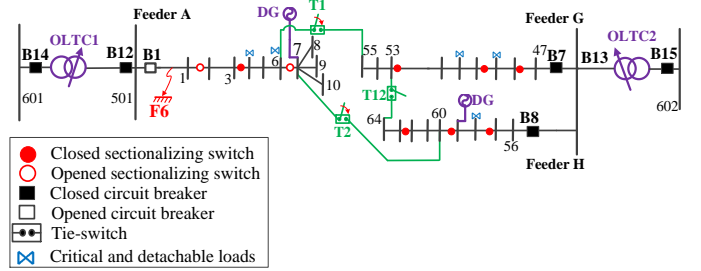 Feeder A
T1
DG
Feeder G
OLTC1
OLTC2
B14
B12
B1
7
8
6
9
10
55
53
47
B7
B13
B15
601
501
1
3
F6
T2
T12
DG
64
60
56
B8
602
Feeder H
Closed sectionalizing switch
Opened sectionalizing switch
Closed circuit breaker
Opened circuit breaker
Tie-switch
Critical and detachable loads